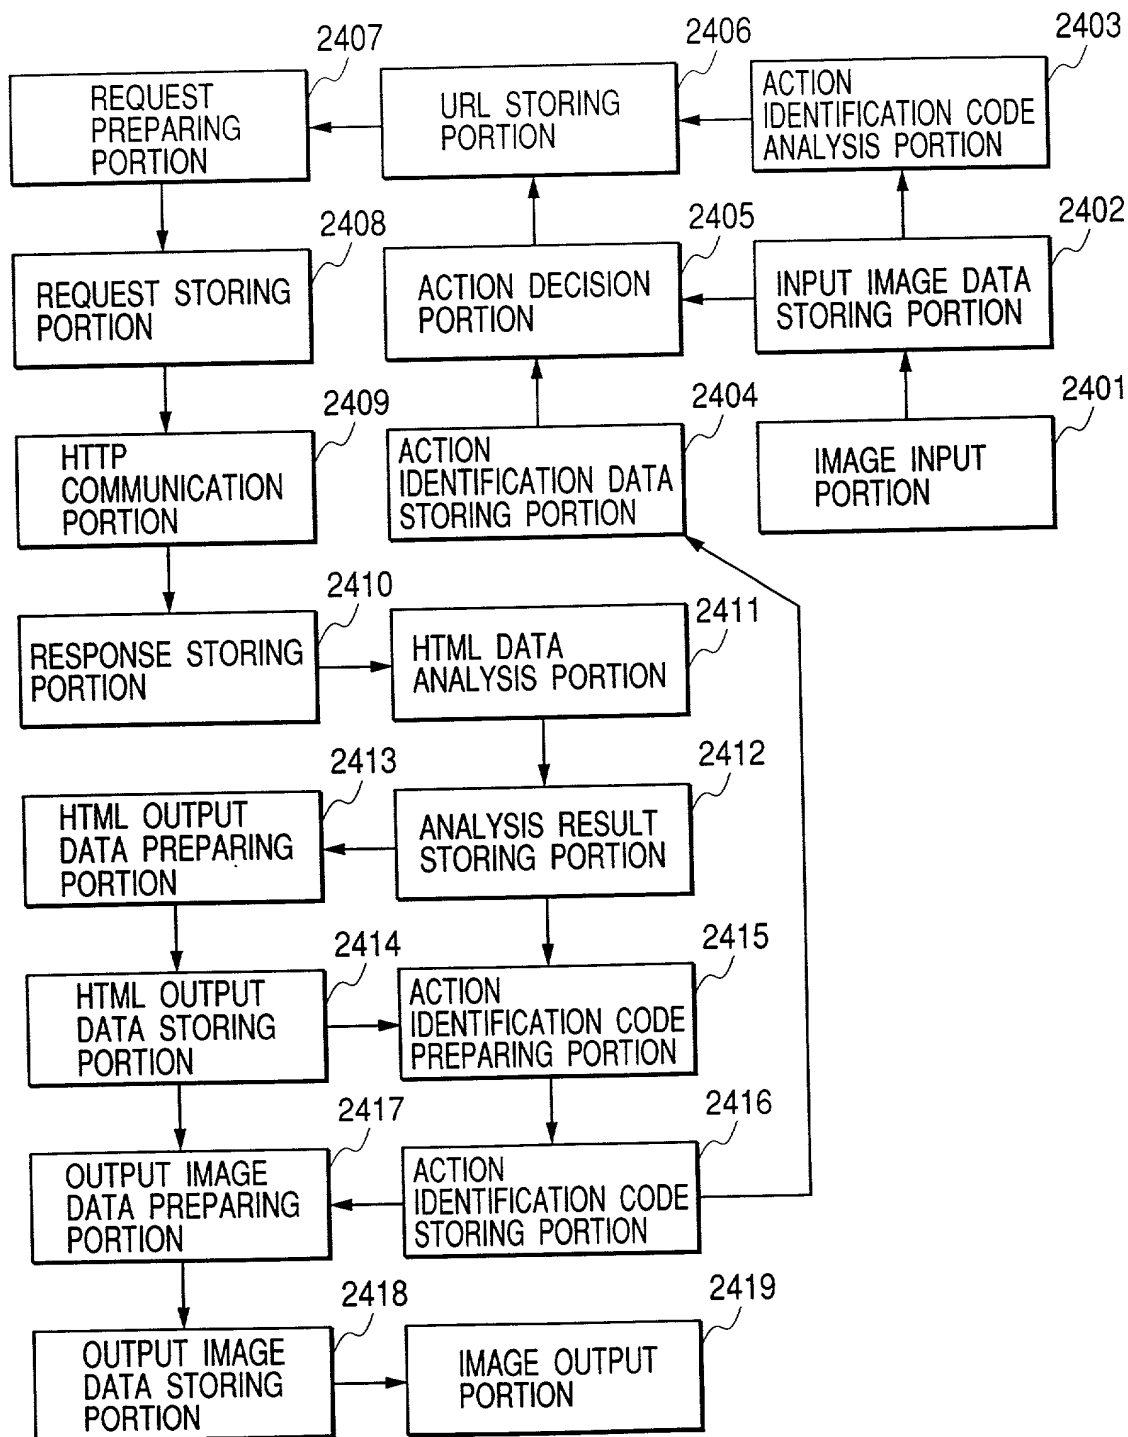 2407
REQUEST
PREPARING
PORTION
2406
URL STORING
PORTION
2403
ACTION
IDENTIFICATION CODE
ANALYSIS PORTION
2408
REQUEST STORING
PORTION
2405
ACTION DECISION
PORTION
2402
INPUT IMAGE DATA
STORING PORTION
2409
HTTP
COMMUNICATION
PORTION
2404
ACTION
IDENTIFICATION DATA
STORING PORTION
2401
IMAGE INPUT
PORTION
2410
RESPONSE STORING
PORTION
2411
HTML DATA
ANALYSIS PORTION
2413
HTML OUTPUT
DATA PREPARING
PORTION
2412
ANALYSIS RESULT
STORING PORTION
2414
HTML OUTPUT
DATA STORING
PORTION
2415
ACTION
IDENTIFICATION CODE
PREPARING PORTION
2417
OUTPUT IMAGE
DATA PREPARING
PORTION
2416
ACTION
IDENTIFICATION CODE
STORING PORTION
2418
OUTPUT IMAGE
DATA STORING
PORTION
2419
IMAGE OUTPUT
PORTION